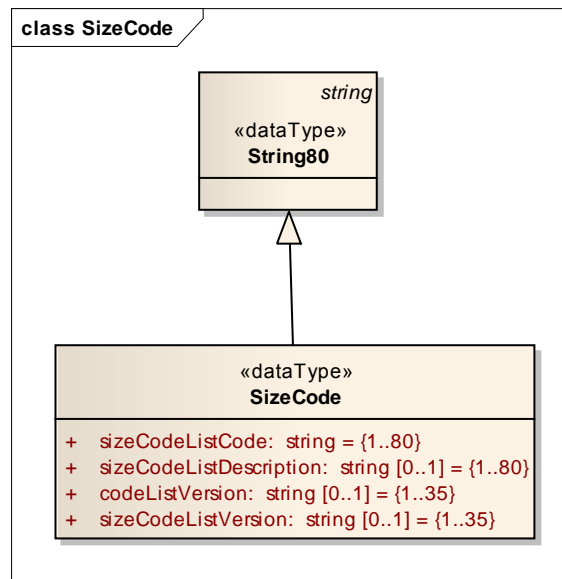 class SizeCode
string
«dataType»
String80
«dataType»
SizeCode
+ sizeCodeListCode: string = {1..80}
+ sizeCodeListDescription: string [0..1] = {1..80}
+ codeListVersion: string [0..1] = {1..35}
+ sizeCodeListVersion: string [0..1] = {1..35}